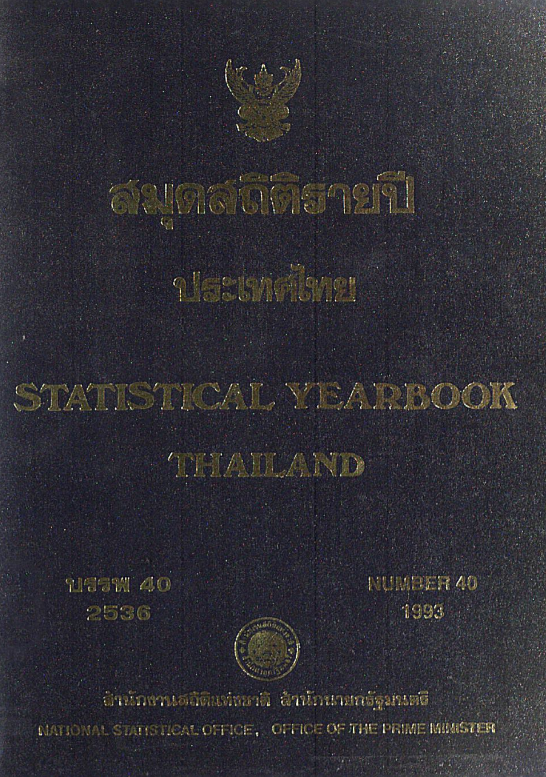 สมุดสถิติรายปี
ประเทศไทย
STATISTICAL YEARBOOK
THAILAND
บรรพ 40
2536
NUMBER 40
1993
สำนักงานสถิติแห่งชาติ สำนักนายกรัฐมนตรี
NATIONAL STATISTICAL OFFICE, OFFICE OF THE PRIME MINISTER